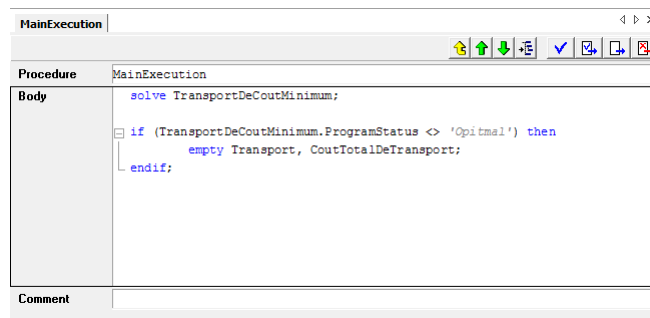 MainExecution
Procedure MainExecution
Body
solve TransportDeCoutMinimum;
if (TransportDeCoutMinimum.ProgramStatus <> 'Opitmal') then
empty Transport, CoutTotalDeTransport;
endif;
Comment